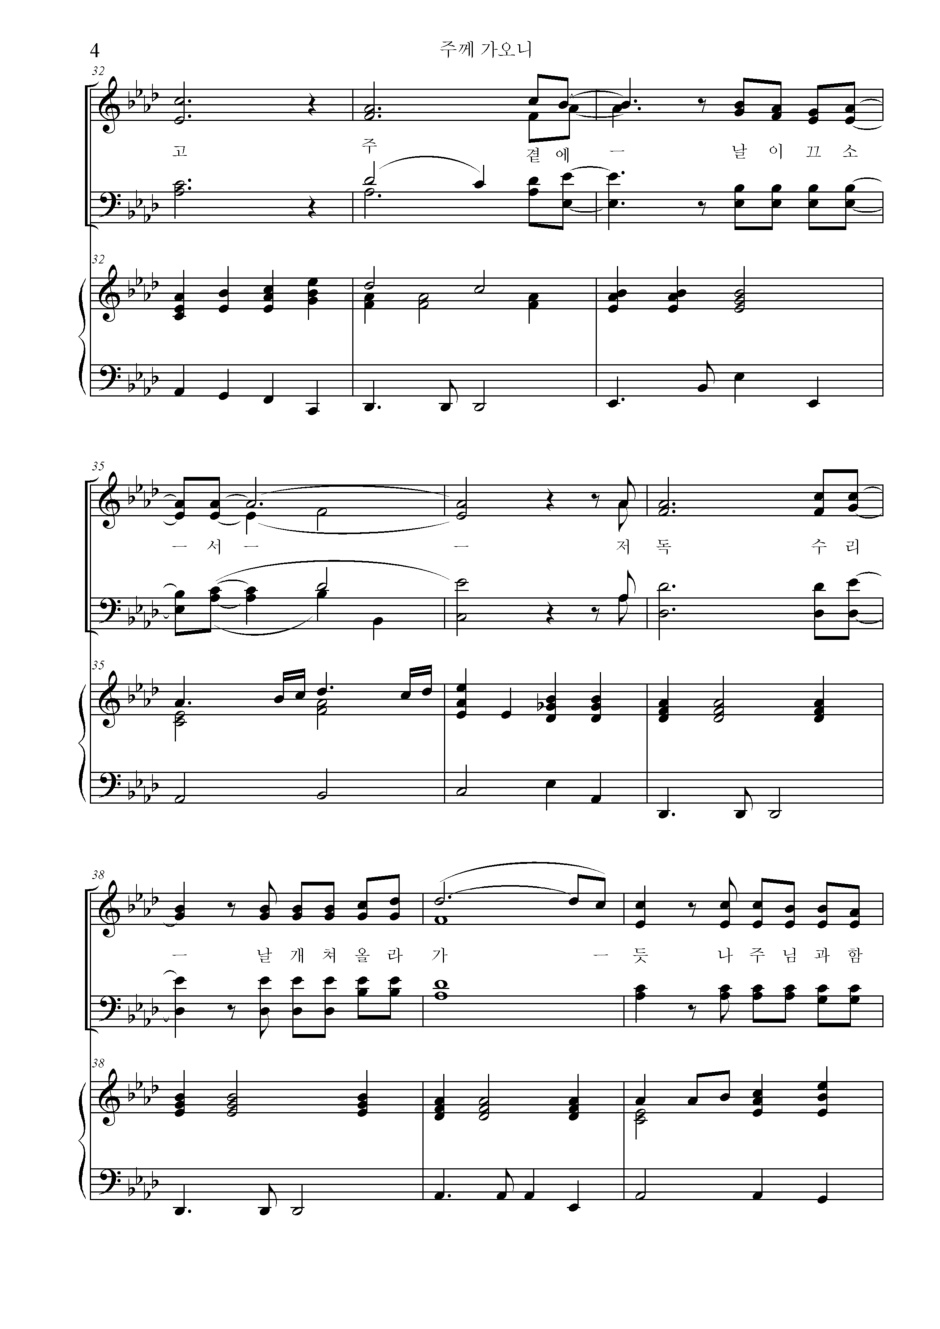 4
주께 가오니
32
고 주 곁 에 ㅡ 날 이 끄 소
32
35
ㅡ 서 ㅡ ㅡ 저 독 수 리
35
38
ㅡ 날 개 쳐 올 라 가 ㅡ 듯 나 주 님 과 함
38